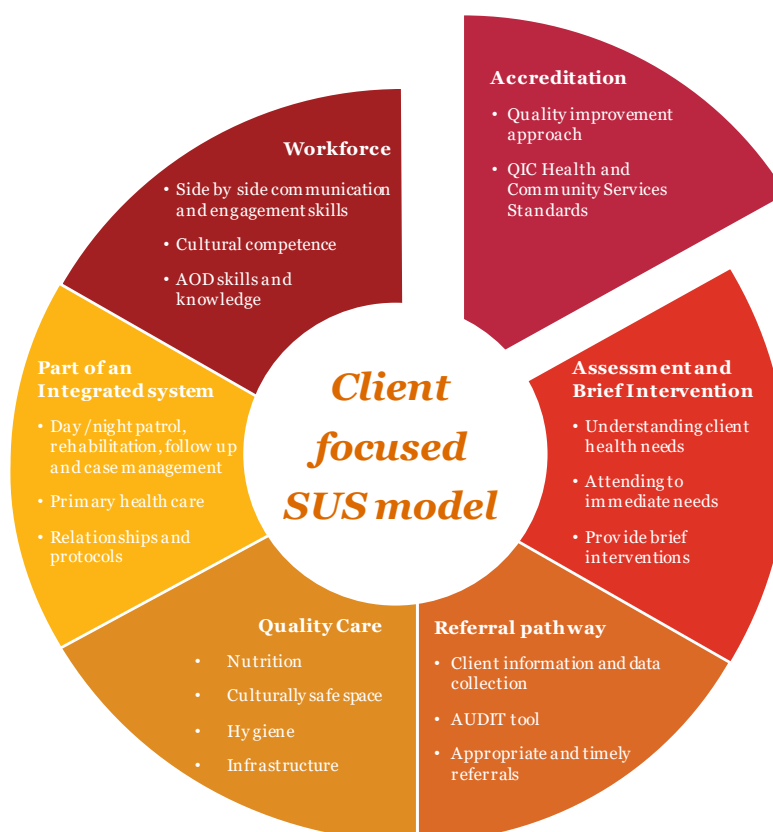 Accreditation
• Quality improvement
approach
• QIC Health and
Community Services
Standards
Assessment and
Brief Intervention
• Understanding client
health needs
• Attending to
immediate needs
• Provide brief
interventions
Referral pathway
• Client information and data
collection
• AUDIT tool
• Appropriate and timely
referrals
Quality Care
• Nutrition
• Culturally safe space
• Hygiene
• Infrastructure
Part of an
Integrated system
• Day /night patrol,
rehabilitation, follow up
and case management
• Primary health care
• Relationships and
protocols
Workforce
• Side by side communication
and engagement skills
• Cultural competence
• AOD skills and
knowledge
Client
focused
SUS model